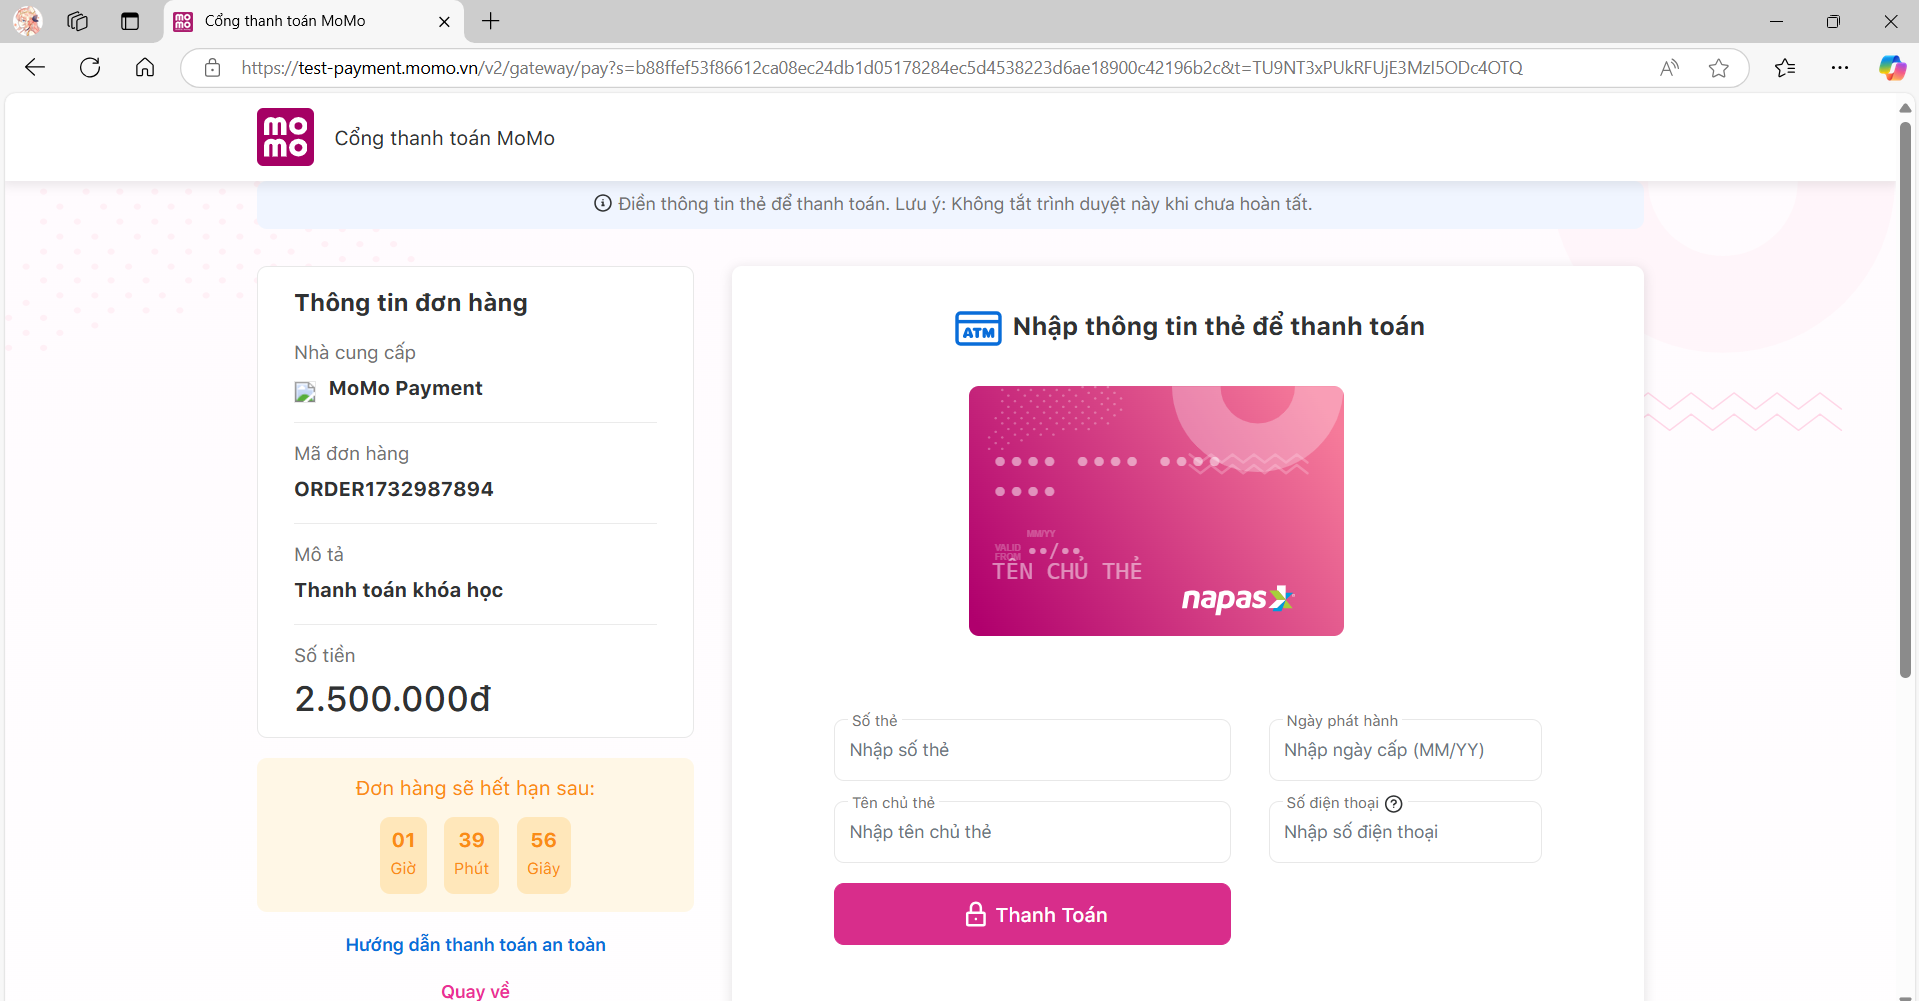 Cổng thanh toán MoMo
https://test-payment.momo.vn/v2/gateway/pay?s=b88ffef53f86612ca08ec24db1d05178284ec5d4538223d6ae18900c42196b2c&t=TU9NT3xPUkRFUjE3MzI5ODc4OTQ
mo
mo
Cổng thanh toán MoMo
Điền thông tin thẻ để thanh toán. Lưu ý: Không tắt trình duyệt này khi chưa hoàn tất.
Thông tin đơn hàng
Nhà cung cấp
MoMo Payment
Mã đơn hàng
ORDER1732987894
Mô tả
Thanh toán khóa học
Số tiền
2.500.000đ
Đơn hàng sẽ hết hạn sau:
01 39 56
Giờ Phút Giây
Hướng dẫn thanh toán an toàn
Quay về
ATM Nhập thông tin thẻ để thanh toán
MM/YY
VALID
FROM ••/••
TÊN CHỦ THẺ
napas
Số thẻ
Nhập số thẻ
Ngày phát hành
Nhập ngày cấp (MM/YY)
Tên chủ thẻ
Nhập tên chủ thẻ
Số điện thoại
Nhập số điện thoại
Thanh Toán